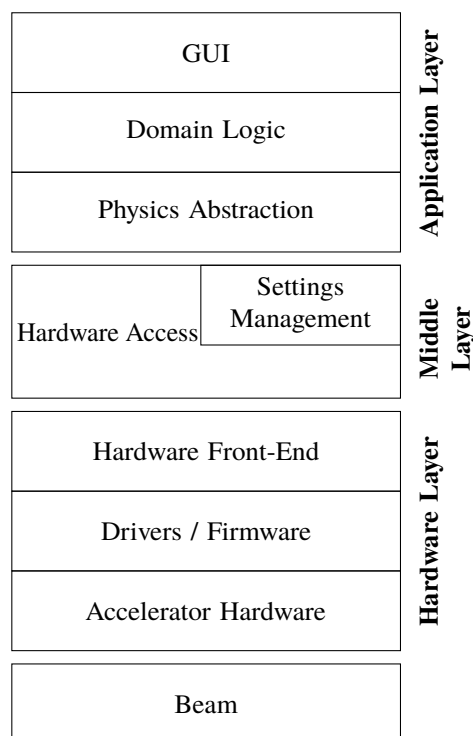 GUI
Domain Logic
Physics Abstraction
Application Layer
Settings
Management
Hardware Access
Middle
Layer
Hardware Front-End
Drivers / Firmware
Accelerator Hardware
Hardware Layer
Beam